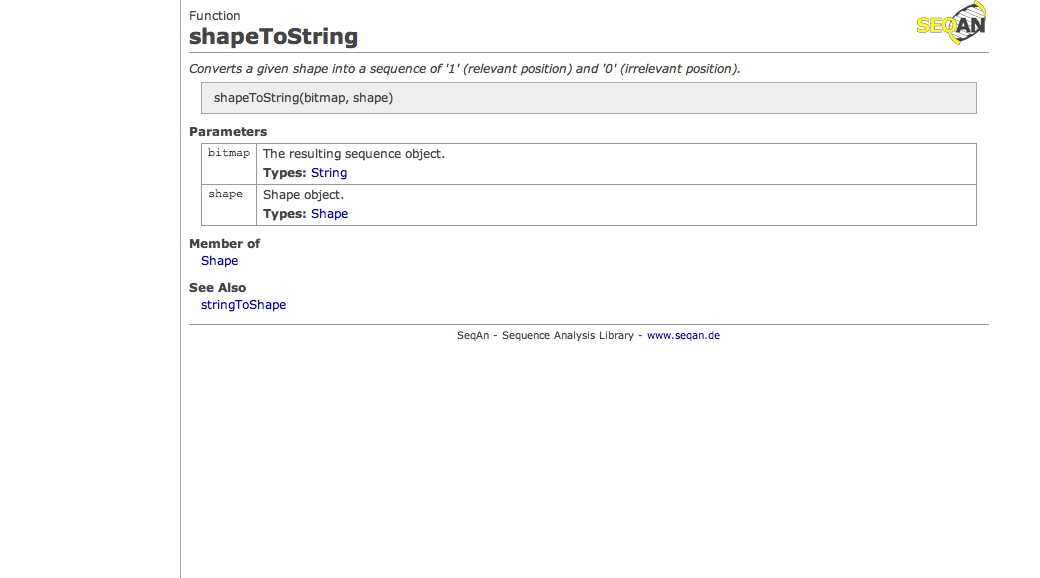 Function
SEQAN
shapeToString
Converts a given shape into a sequence of '1' (relevant position) and '0' (irrelevant position).
shapeToString(bitmap, shape)
Parameters
bitmap The resulting sequence object.
Types: String
shape Shape object.
Types: Shape
Member of
Shape
See Also
stringToShape
SeqAn - Sequence Analysis Library - www.seqan.de